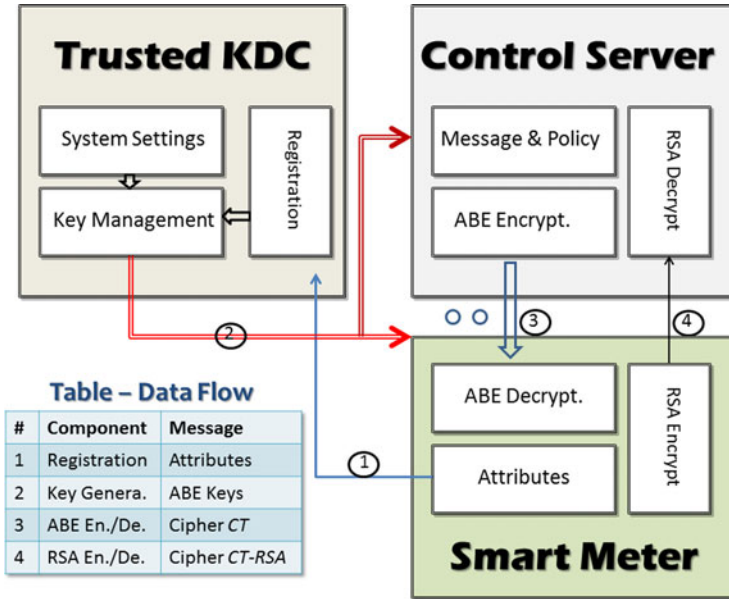 Trusted KDC
System Settings
Key Management
Registration
Control Server
Message & Policy
ABE Encrypt.
RSA Decrypt
2
3
4
1
ABE Decrypt.
Attributes
RSA Encrypt
Smart Meter
Table – Data Flow
# Component Message
1 Registration Attributes
2 Key Genera. ABE Keys
3 ABE En./De. Cipher CT
4 RSA En./De. Cipher CT-RSA